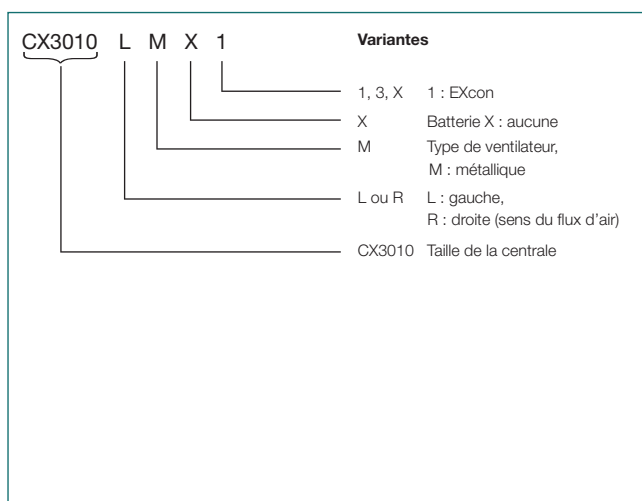 CX3010 L M X 1
Variantes
1, 3, X 1 : EXcon
X Batterie X : aucune
M Type de ventilateur,
M : métallique
L ou R L : gauche,
R : droite (sens du flux d'air)
CX3010 Taille de la centrale